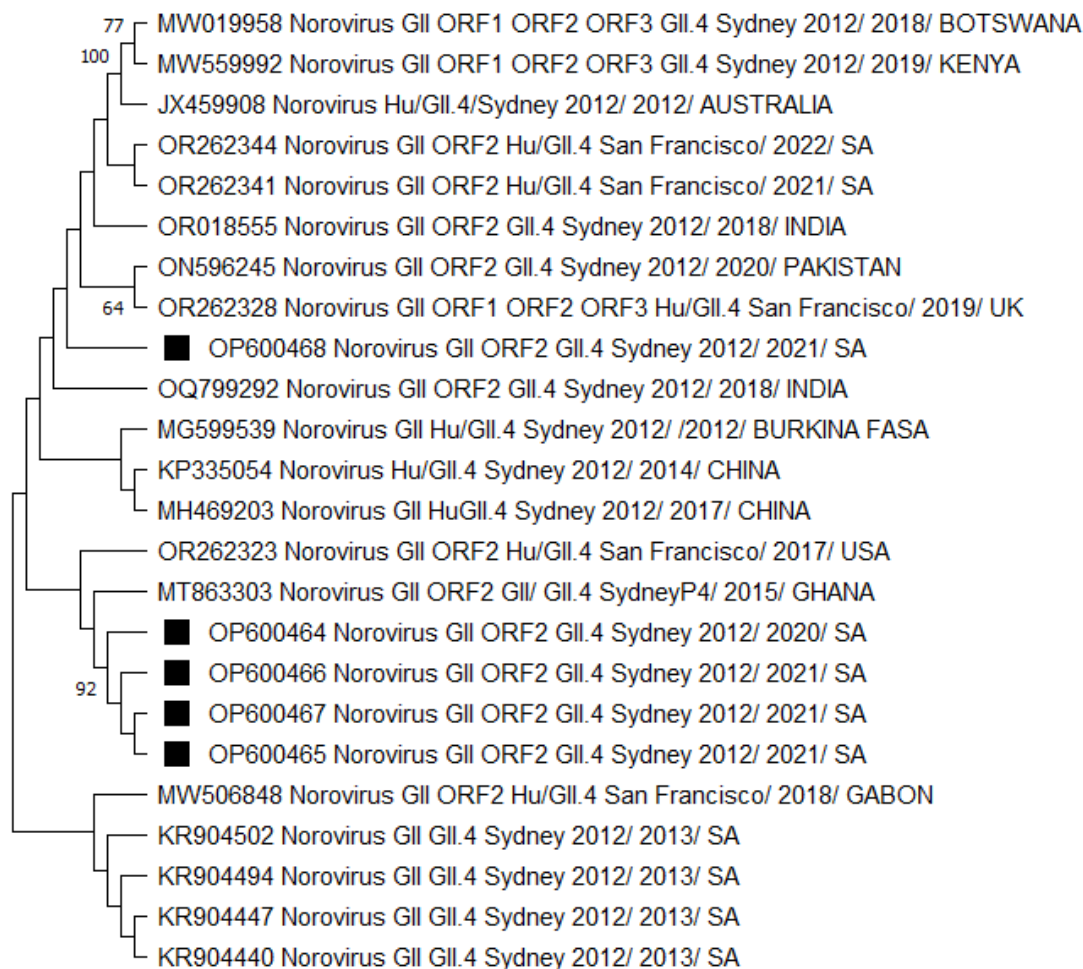 77
MW019958 Norovirus GII ORF1 ORF2 ORF3 GII.4 Sydney 2012/ 2018/ BOTSWANA
100
MW559992 Norovirus GII ORF1 ORF2 ORF3 GII.4 Sydney 2012/ 2019/ KENYA
JX459908 Norovirus Hu/GII.4/Sydney 2012/ 2012/ AUSTRALIA
OR262344 Norovirus GII ORF2 Hu/GII.4 San Francisco/ 2022/ SA
OR262341 Norovirus GII ORF2 Hu/GII.4 San Francisco/ 2021/ SA
OR018555 Norovirus GII ORF2 GII.4 Sydney 2012/ 2018/ INDIA
ON596245 Norovirus GII ORF2 GII.4 Sydney 2012/ 2020/ PAKISTAN
64
OR262328 Norovirus GII ORF1 ORF2 ORF3 Hu/GII.4 San Francisco/ 2019/ UK
OP600468 Norovirus GII ORF2 GII.4 Sydney 2012/ 2021/ SA
OQ799292 Norovirus GII ORF2 GII.4 Sydney 2012/ 2018/ INDIA
MG599539 Norovirus GII Hu/GII.4 Sydney 2012/ /2012/ BURKINA FASA
KP335054 Norovirus Hu/GII.4 Sydney 2012/ 2014/ CHINA
MH469203 Norovirus GII HuGII.4 Sydney 2012/ 2017/ CHINA
OR262323 Norovirus GII ORF2 Hu/GII.4 San Francisco/ 2017/ USA
MT863303 Norovirus GII ORF2 GII/ GII.4 SydneyP4/ 2015/ GHANA
OP600464 Norovirus GII ORF2 GII.4 Sydney 2012/ 2020/ SA
OP600466 Norovirus GII ORF2 GII.4 Sydney 2012/ 2021/ SA
92
OP600467 Norovirus GII ORF2 GII.4 Sydney 2012/ 2021/ SA
OP600465 Norovirus GII ORF2 GII.4 Sydney 2012/ 2021/ SA
MW506848 Norovirus GII ORF2 Hu/GII.4 San Francisco/ 2018/ GABON
KR904502 Norovirus GII GII.4 Sydney 2012/ 2013/ SA
KR904494 Norovirus GII GII.4 Sydney 2012/ 2013/ SA
KR904447 Norovirus GII GII.4 Sydney 2012/ 2013/ SA
KR904440 Norovirus GII GII.4 Sydney 2012/ 2013/ SA